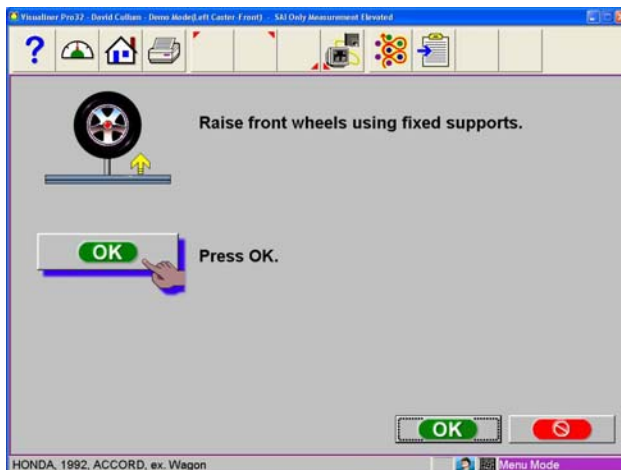 Visualiner Pro32 - David Cullum - Demo Mode(Left Caster-Front) - SAI Only Measurement Elevated
?
Raise front wheels using fixed supports.
OK
Press OK.
OK
HONDA, 1992, ACCORD, ex. Wagon
Menu Mode